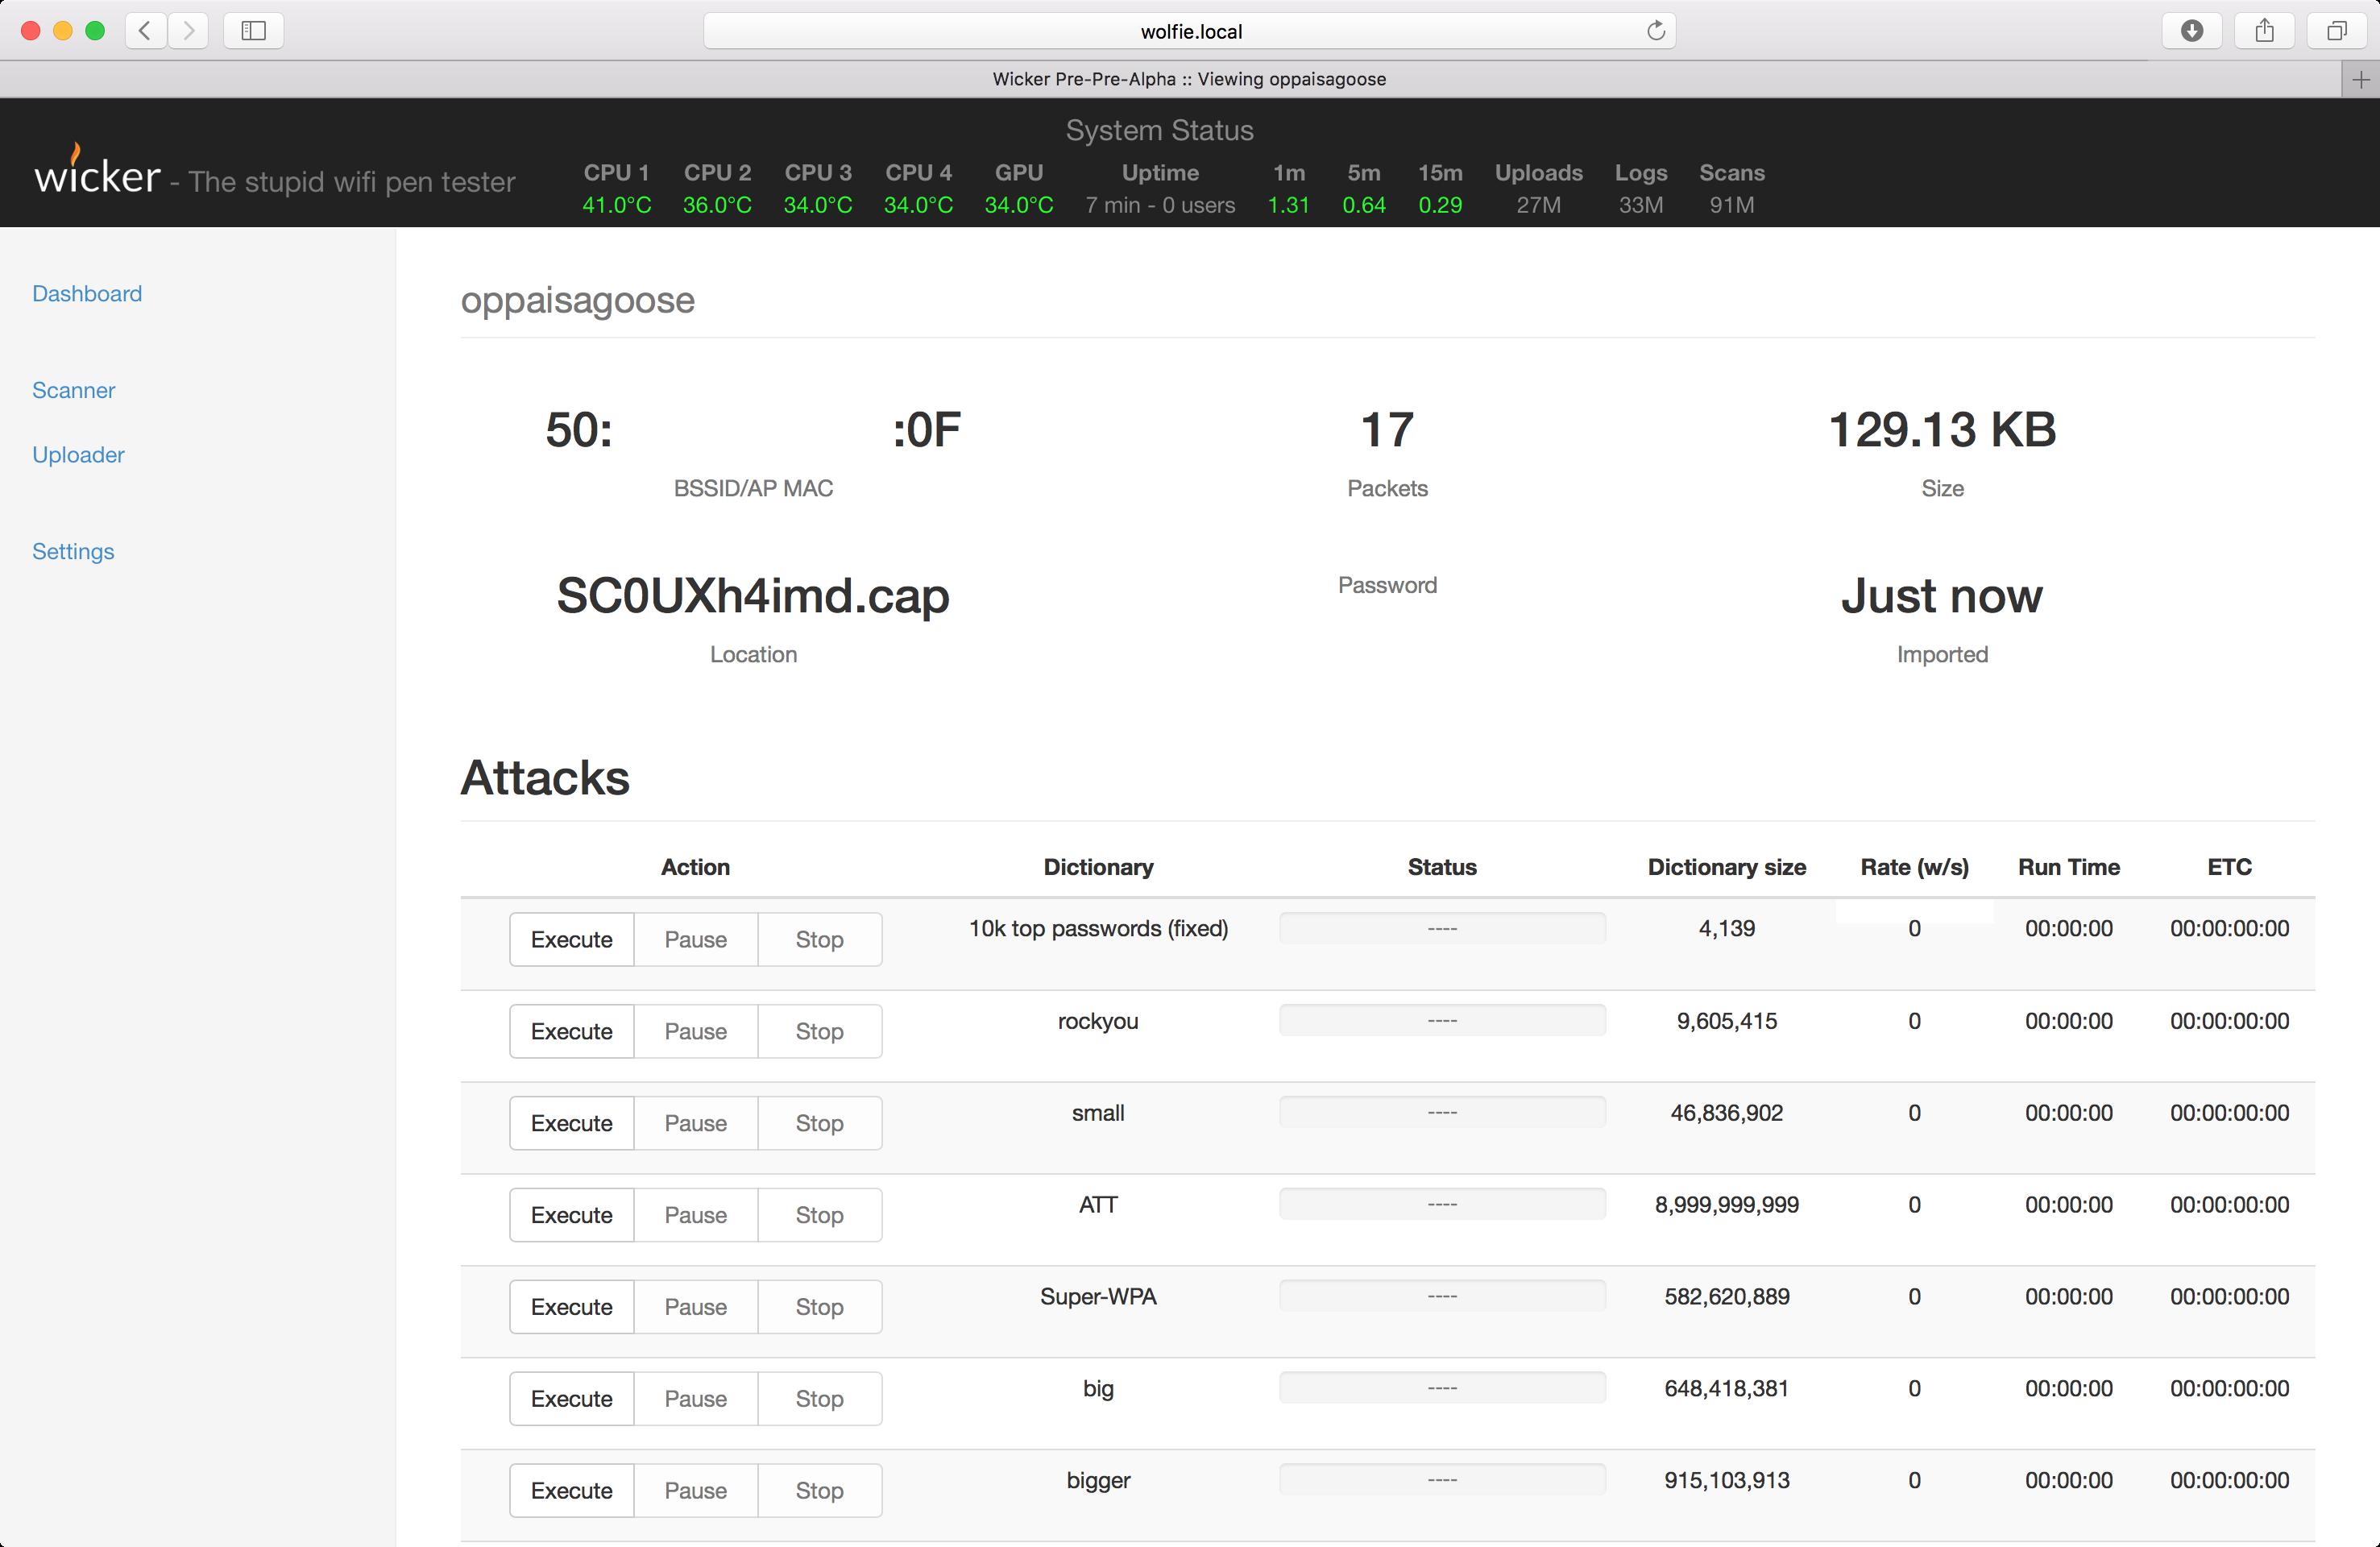 wolfie.local
Wicker Pre-Pre-Alpha :: Viewing oppaisagoose
wicker - The stupid wifi pen tester
System Status
CPU 1 CPU 2 CPU 3 CPU 4 GPU Uptime 1m 5m 15m Uploads Logs Scans
41.0°C 36.0°C 34.0°C 34.0°C 34.0°C 7 min - 0 users 1.31 0.64 0.29 27M 33M 91M
Dashboard
Scanner
Uploader
Settings
oppaisagoose
50: :0F 17 129.13 KB
BSSID/AP MAC Packets Size
SC0UXh4imd.cap Just now
Location Password Imported
Attacks
Action Dictionary Status Dictionary size Rate (w/s) Run Time ETC
Execute Pause Stop 10k top passwords (fixed) ---- 4,139 0 00:00:00 00:00:00:00
Execute Pause Stop rockyou ---- 9,605,415 0 00:00:00 00:00:00:00
Execute Pause Stop small ---- 46,836,902 0 00:00:00 00:00:00:00
Execute Pause Stop ATT ---- 8,999,999,999 0 00:00:00 00:00:00:00
Execute Pause Stop Super-WPA ---- 582,620,889 0 00:00:00 00:00:00:00
Execute Pause Stop big ---- 648,418,381 0 00:00:00 00:00:00:00
Execute Pause Stop bigger ---- 915,103,913 0 00:00:00 00:00:00:00